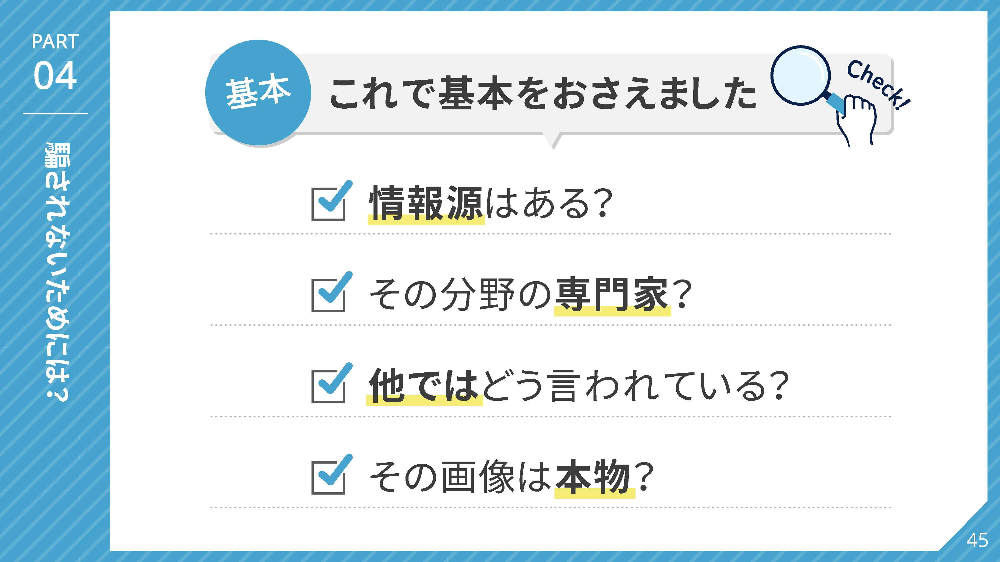 PART
04
騙されないためには？
基本
これで基本をおさえました
Check!
情報源はある？
その分野の専門家？
他ではどう言われている？
その画像は本物？
45